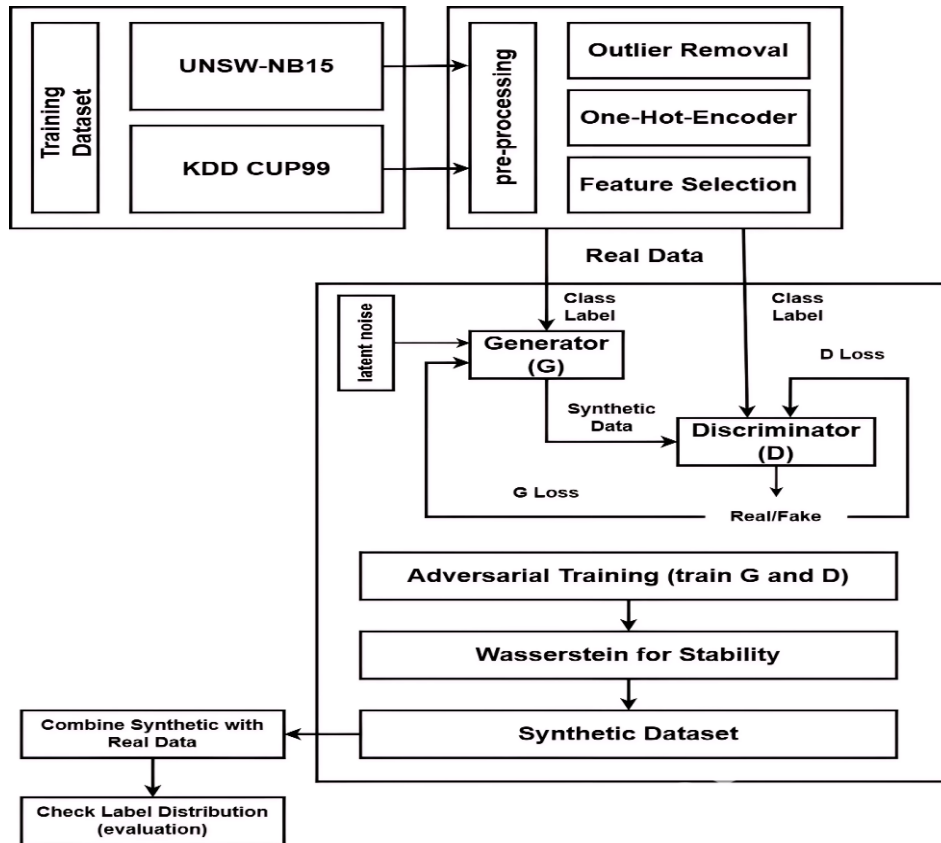 Training
Dataset
UNSW-NB15
KDD CUP99
pre-processing
Outlier Removal
One-Hot-Encoder
Feature Selection
Real Data
latent noise
Class
Label
Class
Label
Generator
(G)
D Loss
Synthetic
Data
Discriminator
(D)
G Loss
Real/Fake
Adversarial Training (train G and D)
Wasserstein for Stability
Synthetic Dataset
Combine Synthetic with
Real Data
Check Label Distribution
(evaluation)